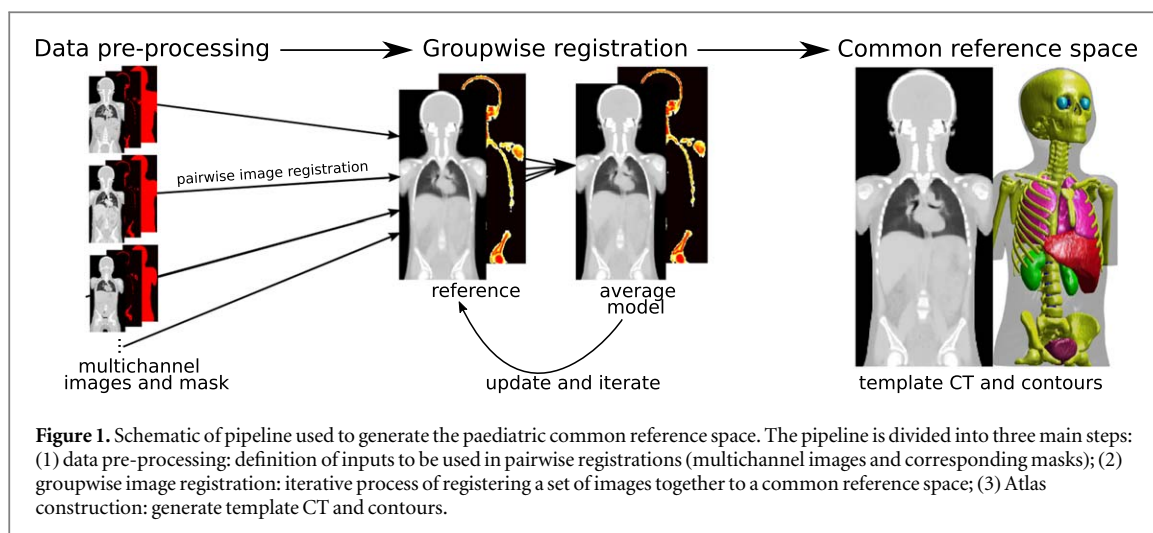 Data pre-processing
Groupwise registration
Common reference space
pairwise image registration
reference
average
model
multichannel
images and mask
update and iterate
template CT and contours
Figure 1. Schematic of pipeline used to generate the paediatric common reference space. The pipeline is divided into three main steps:
(1) data pre-processing: definition of inputs to be used in pairwise registrations (multichannel images and corresponding masks); (2)
groupwise image registration: iterative process of registering a set of images together to a common reference space; (3) Atlas
construction: generate template CT and contours.